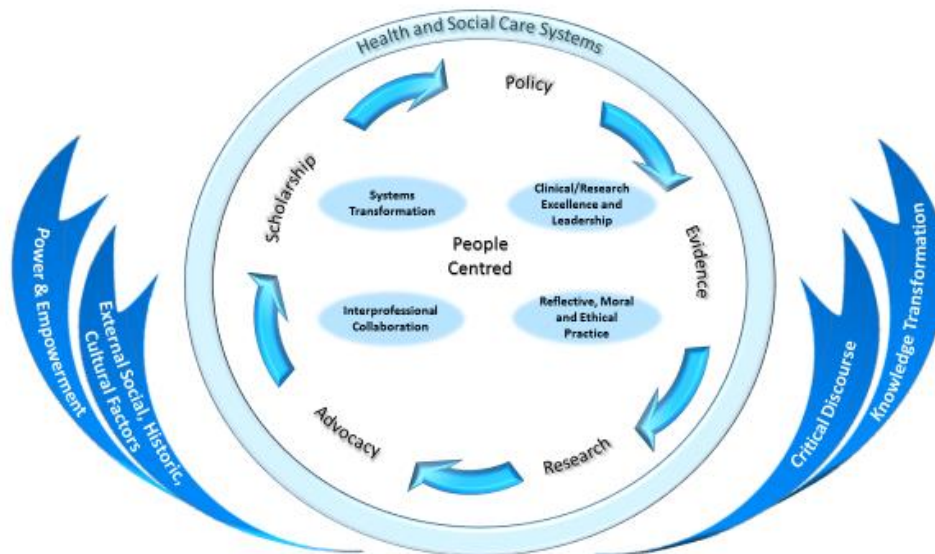 Health and Social Care Systems
Policy
Scholarship
Systems
Transformation
Clinical/Research
Excellence and
Leadership
People
Centred
Evidence
Interprofessional
Collaboration
Reflective, Moral
and Ethical
Practice
Advocacy
Research
Power & Empowerment
External Social, Historic,
Cultural Factors
Critical Discourse
Knowledge Transformation